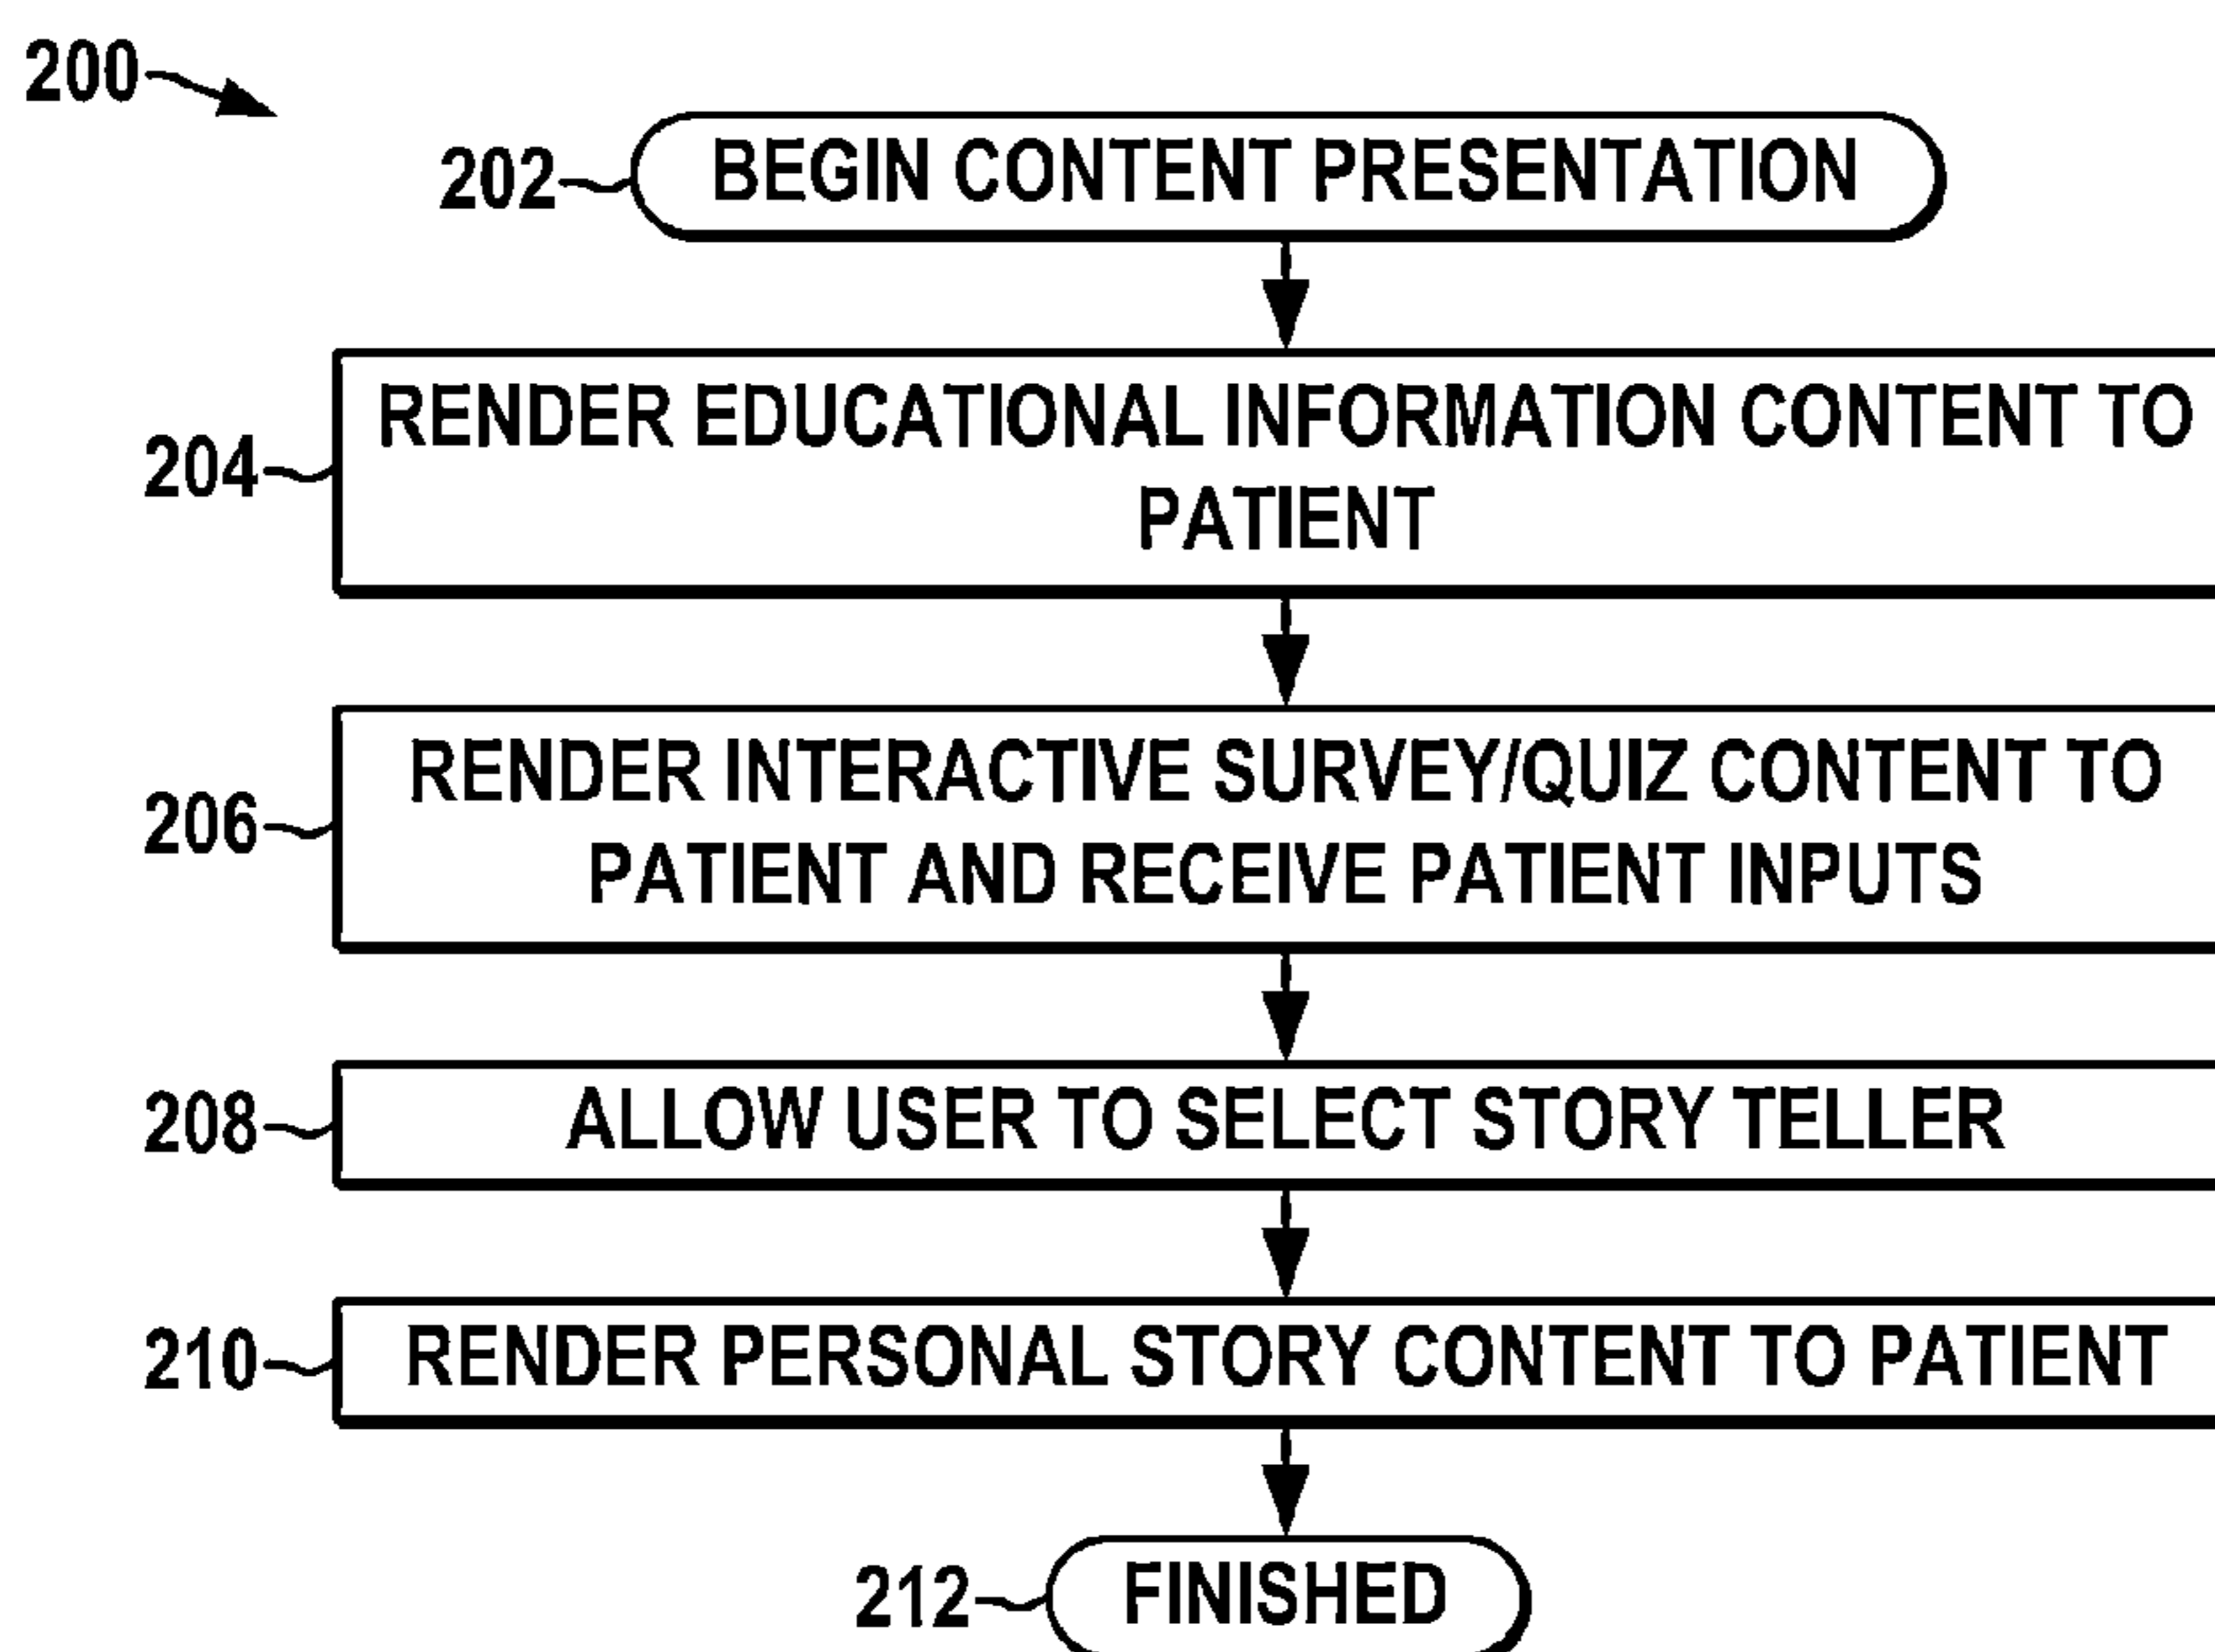 200
202 BEGIN CONTENT PRESENTATION
204 RENDER EDUCATIONAL INFORMATION CONTENT TO
PATIENT
206 RENDER INTERACTIVE SURVEY/QUIZ CONTENT TO
PATIENT AND RECEIVE PATIENT INPUTS
208 ALLOW USER TO SELECT STORY TELLER
210 RENDER PERSONAL STORY CONTENT TO PATIENT
212 FINISHED